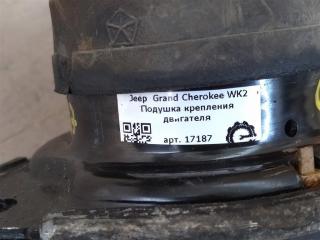 Jeep Grand Cherokee WK2
Подушка крепления
двигателя
арт. 17187